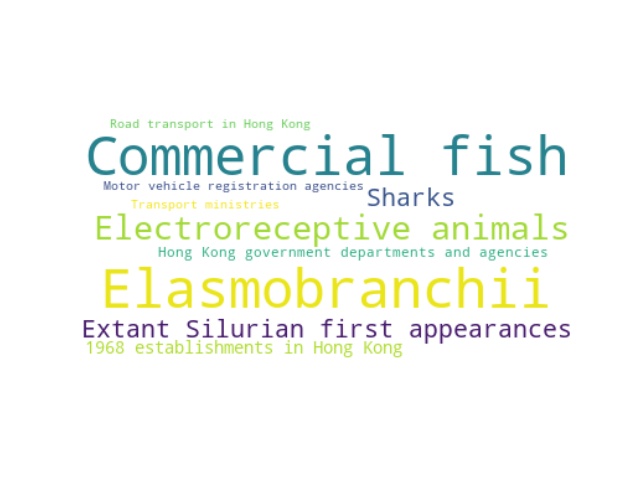 Road transport in Hong Kong
Commercial fish
Motor vehicle registration agencies
Sharks
Transport ministries
Electroreceptive animals
Hong Kong government departments and agencies
Elasmobranchii
Extant Silurian first appearances
1968 establishments in Hong Kong